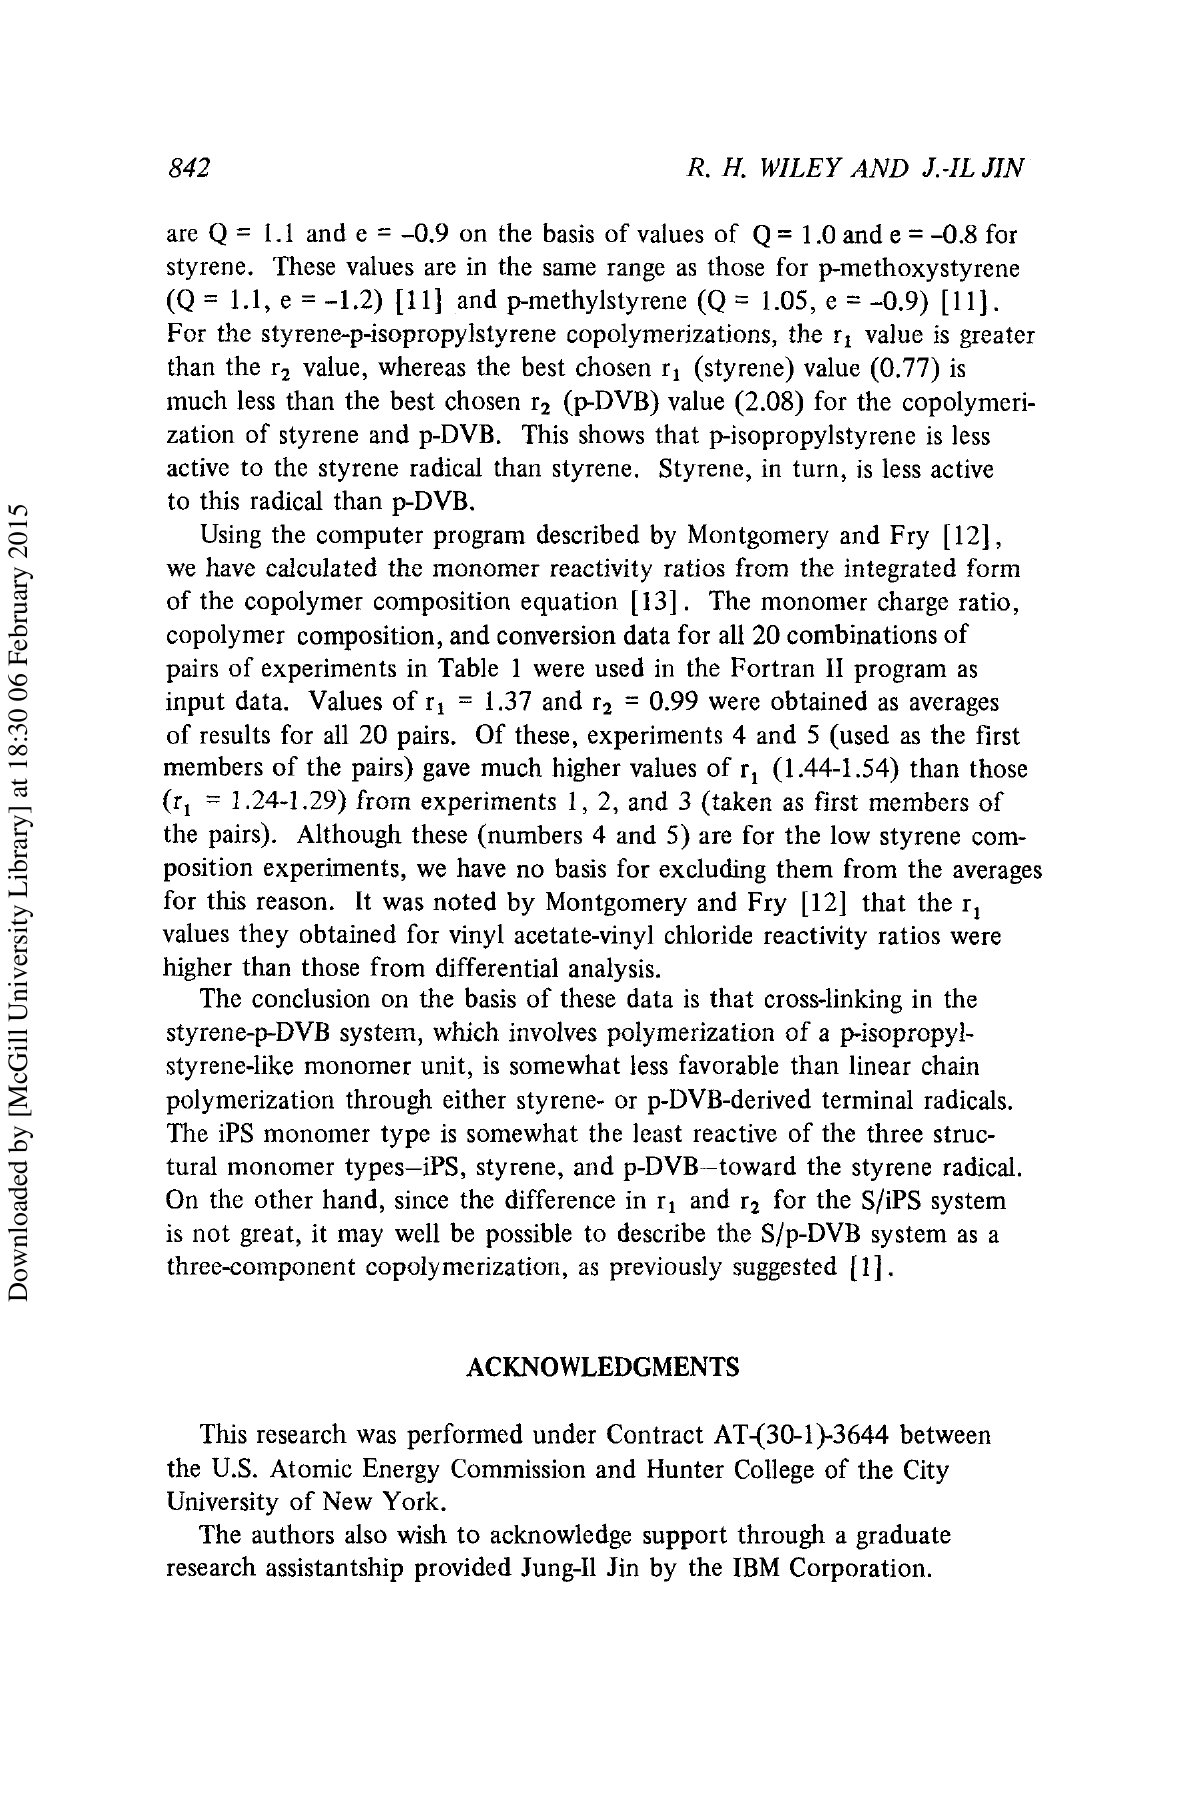 842
R. H. WILEY AND J.-IL JIN
are Q = 1.1 and e = -0.9 on the basis of values of Q = 1.0 and e = -0.8 for
styrene. These values are in the same range as those for p-methoxystyrene
(Q = 1.1, e = -1.2) [11] and p-methylstyrene (Q = 1.05, e = -0.9) [11].
For the styrene-p-isopropylstyrene copolymerizations, the r₁ value is greater
than the r₂ value, whereas the best chosen r₁ (styrene) value (0.77) is
much less than the best chosen r₂ (p-DVB) value (2.08) for the copolymeri-
zation of styrene and p-DVB. This shows that p-isopropylstyrene is less
active to the styrene radical than styrene. Styrene, in turn, is less active
to this radical than p-DVB.
Using the computer program described by Montgomery and Fry [12],
we have calculated the monomer reactivity ratios from the integrated form
of the copolymer composition equation [13]. The monomer charge ratio,
copolymer composition, and conversion data for all 20 combinations of
pairs of experiments in Table 1 were used in the Fortran II program as
input data. Values of r₁ = 1.37 and r₂ = 0.99 were obtained as averages
of results for all 20 pairs. Of these, experiments 4 and 5 (used as the first
members of the pairs) gave much higher values of r₁ (1.44-1.54) than those
(r₁ = 1.24-1.29) from experiments 1, 2, and 3 (taken as first members of
the pairs). Although these (numbers 4 and 5) are for the low styrene com-
position experiments, we have no basis for excluding them from the averages
for this reason. It was noted by Montgomery and Fry [12] that the r₁
values they obtained for vinyl acetate-vinyl chloride reactivity ratios were
higher than those from differential analysis.
The conclusion on the basis of these data is that cross-linking in the
styrene-p-DVB system, which involves polymerization of a p-isopropyl-
styrene-like monomer unit, is somewhat less favorable than linear chain
polymerization through either styrene- or p-DVB-derived terminal radicals.
The iPS monomer type is somewhat the least reactive of the three struc-
tural monomer types—iPS, styrene, and p-DVB—toward the styrene radical.
On the other hand, since the difference in r₁ and r₂ for the S/iPS system
is not great, it may well be possible to describe the S/p-DVB system as a
three-component copolymerization, as previously suggested [1].
ACKNOWLEDGMENTS
This research was performed under Contract AT-(30-1)-3644 between
the U.S. Atomic Energy Commission and Hunter College of the City
University of New York.
The authors also wish to acknowledge support through a graduate
research assistantship provided Jung-Il Jin by the IBM Corporation.
Downloaded by [McGill University Library] at 18:30 06 February 2015